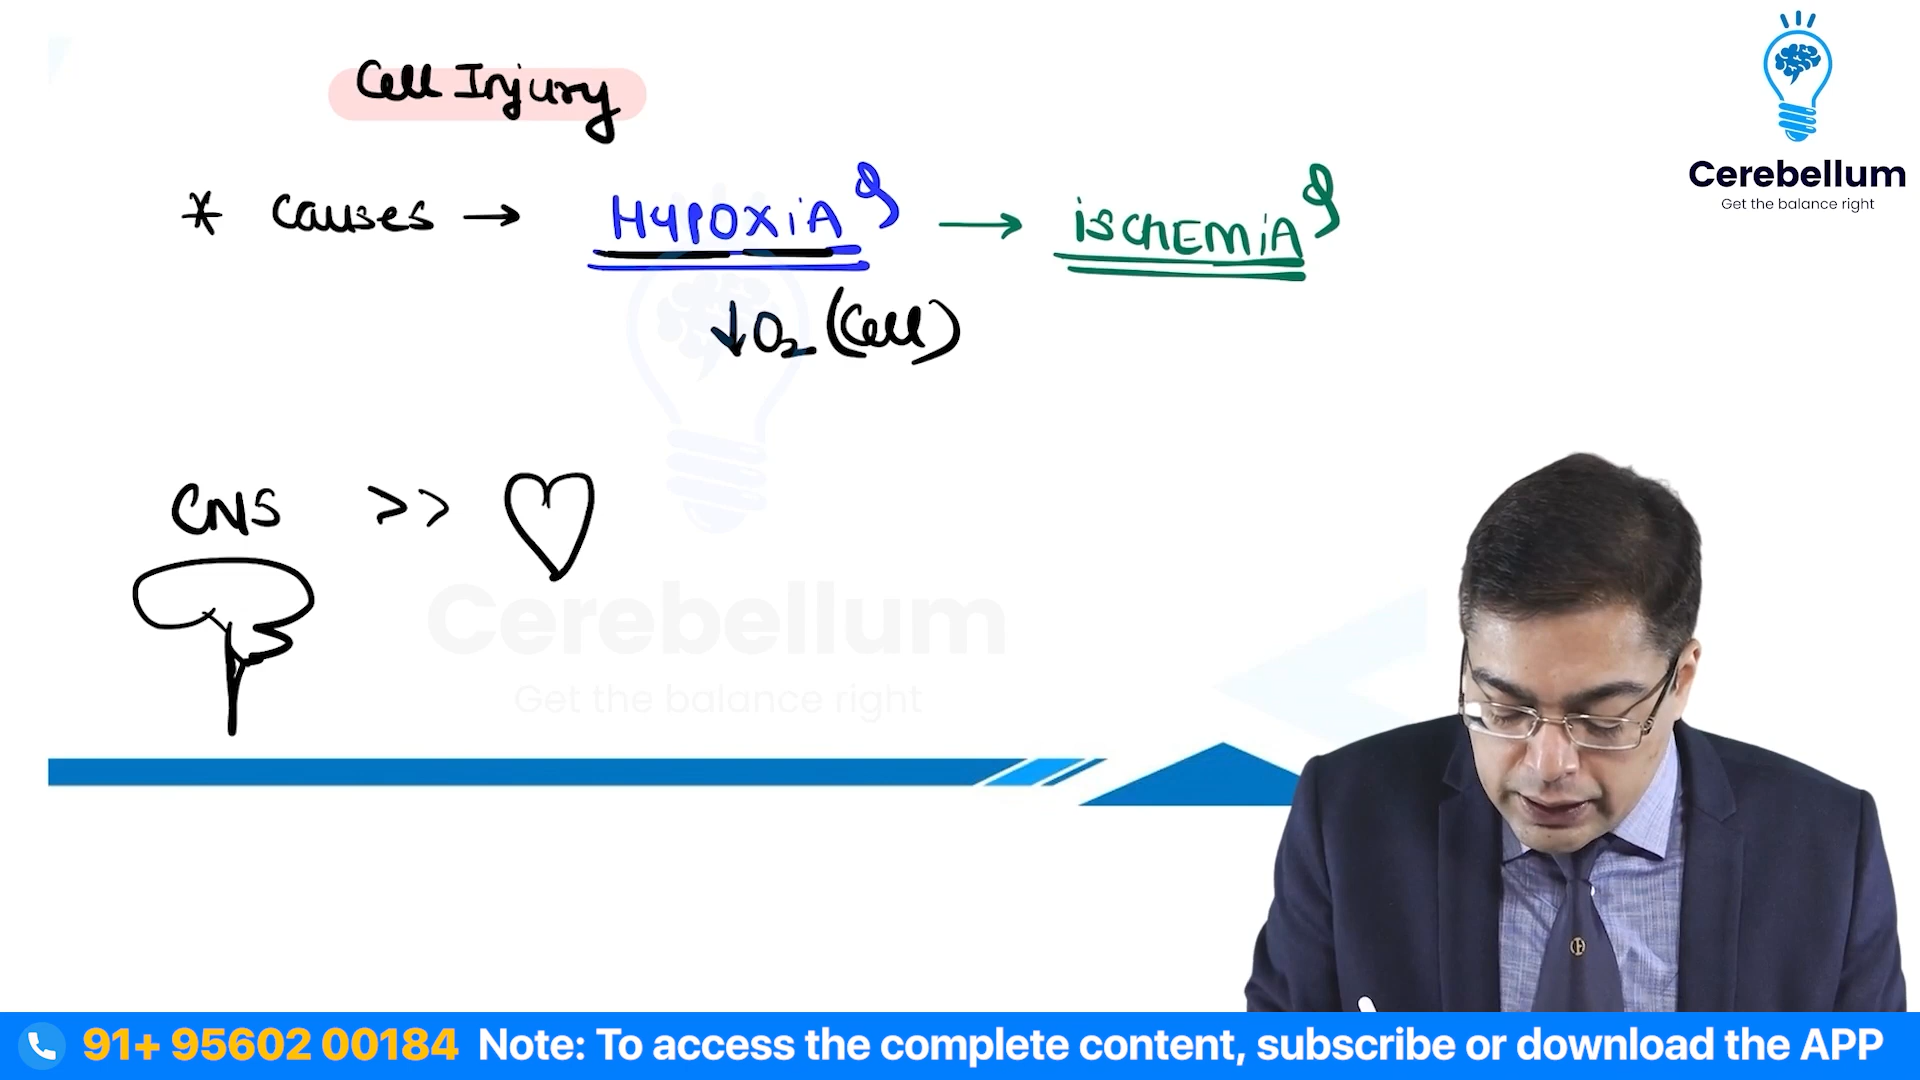 Cell Injury
* Causes → HYPOXiA → iSCHEMiA
↓O₂ (Cell)
CNS >>
Cerebellum
Get the balance right
Cerebellum
Get the balance right
91+ 95602 00184 Note: To access the complete content, subscribe or download the APP